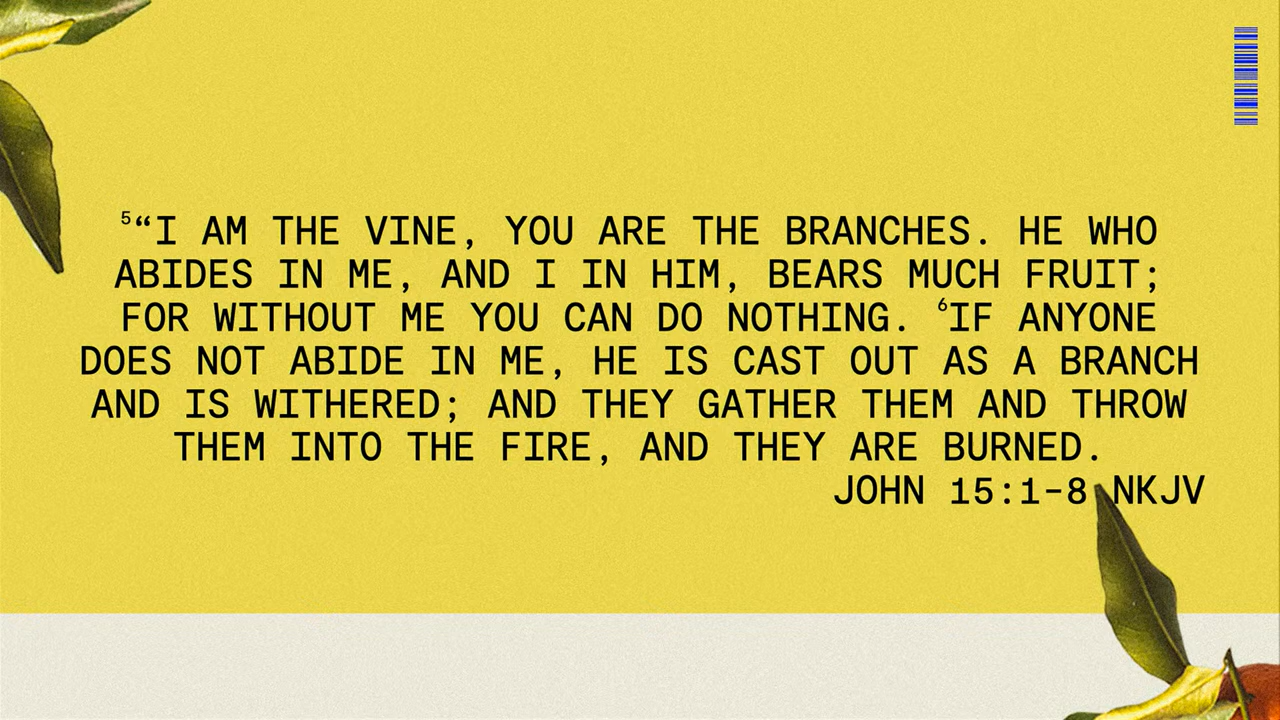 ⁵“I AM THE VINE, YOU ARE THE BRANCHES. HE WHO
ABIDES IN ME, AND I IN HIM, BEARS MUCH FRUIT;
FOR WITHOUT ME YOU CAN DO NOTHING. ⁶IF ANYONE
DOES NOT ABIDE IN ME, HE IS CAST OUT AS A BRANCH
AND IS WITHERED; AND THEY GATHER THEM AND THROW
THEM INTO THE FIRE, AND THEY ARE BURNED.
JOHN 15:1-8 NKJV